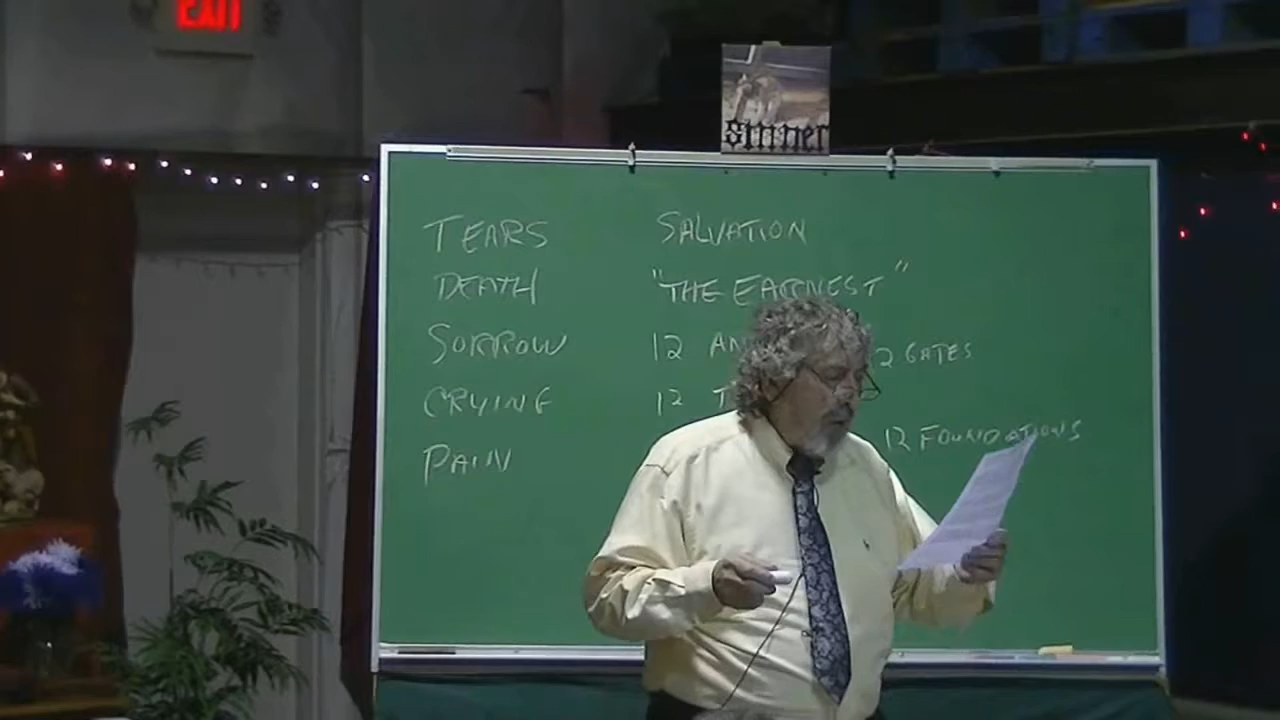 EXIT
sinner
TEARS SALVATION
DEATH "THE EARNEST"
SORROW 12 2 GATES
CRYING 12
12 FOUNDATIONS
PAIN